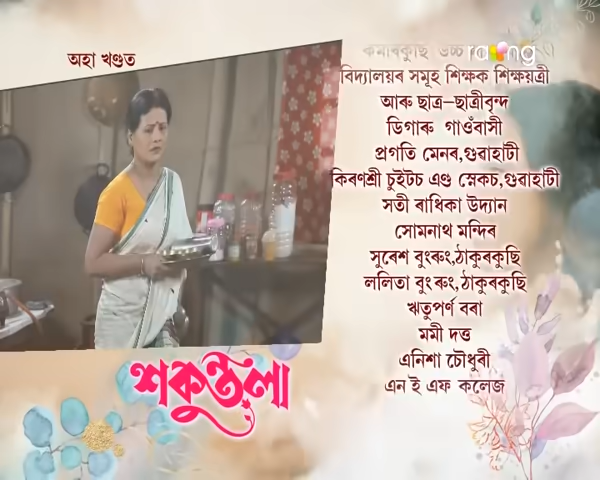 অহা খণ্ডত
rang
বিদ্যালয়ৰ সমূহ শিক্ষক শিক্ষয়ত্ৰী
আৰু ছাত্ৰ-ছাত্ৰীবৃন্দ
ডিগাৰু গাওঁবাসী
প্ৰগতি মেনৰ,গুৱাহাটী
কিৰণশ্ৰী চুইটচ এণ্ড স্নেকচ,গুৱাহাটী
সতী ৰাধিকা উদ্যান
সোমনাথ মন্দিৰ
সুৰেশ বুংৰুং,ঠাকুৰকুছি
ললিতা বুংৰুং,ঠাকুৰকুছি
ঋতুপৰ্ণ বৰা
মমী দত্ত
এনিশা চৌধুৰী
এন ই এফ কলেজ
শকুন্তলা